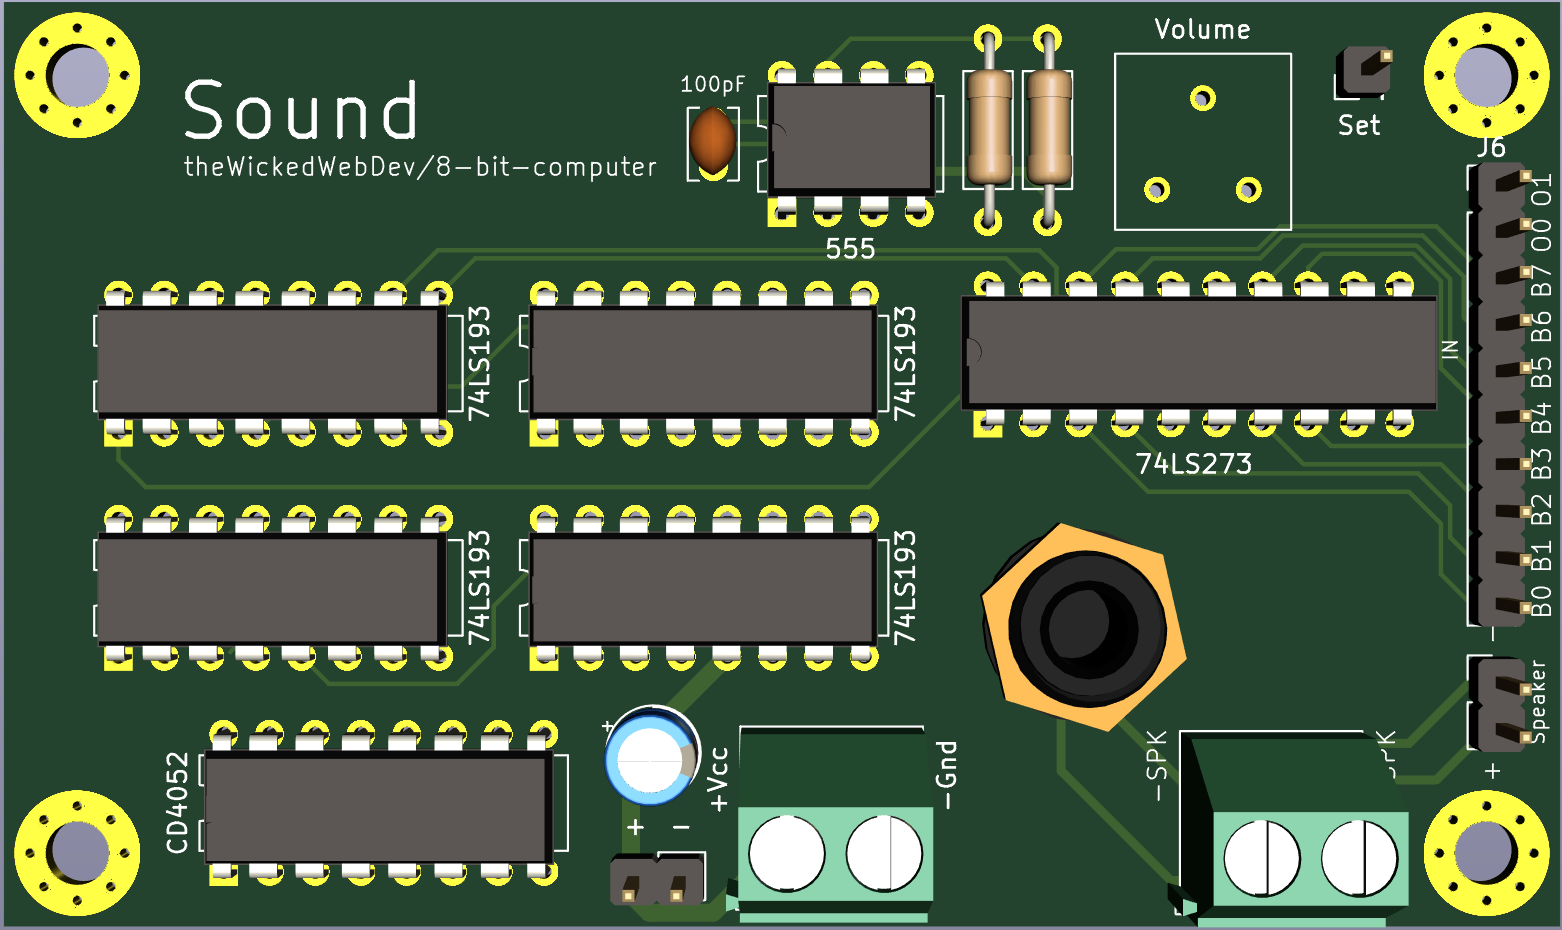 Volume
100pF
Sound
Set
theWickedWebDev/8-bit-computer
J6
O1
O0
B7
B6
B5
B4
B3
B2
B1
B0
555
74LS193
74LS193
IN
74LS273
74LS193
74LS193
−
Speaker
+
CD4052
+
+Vcc
−Gnd
−SPK
+ −